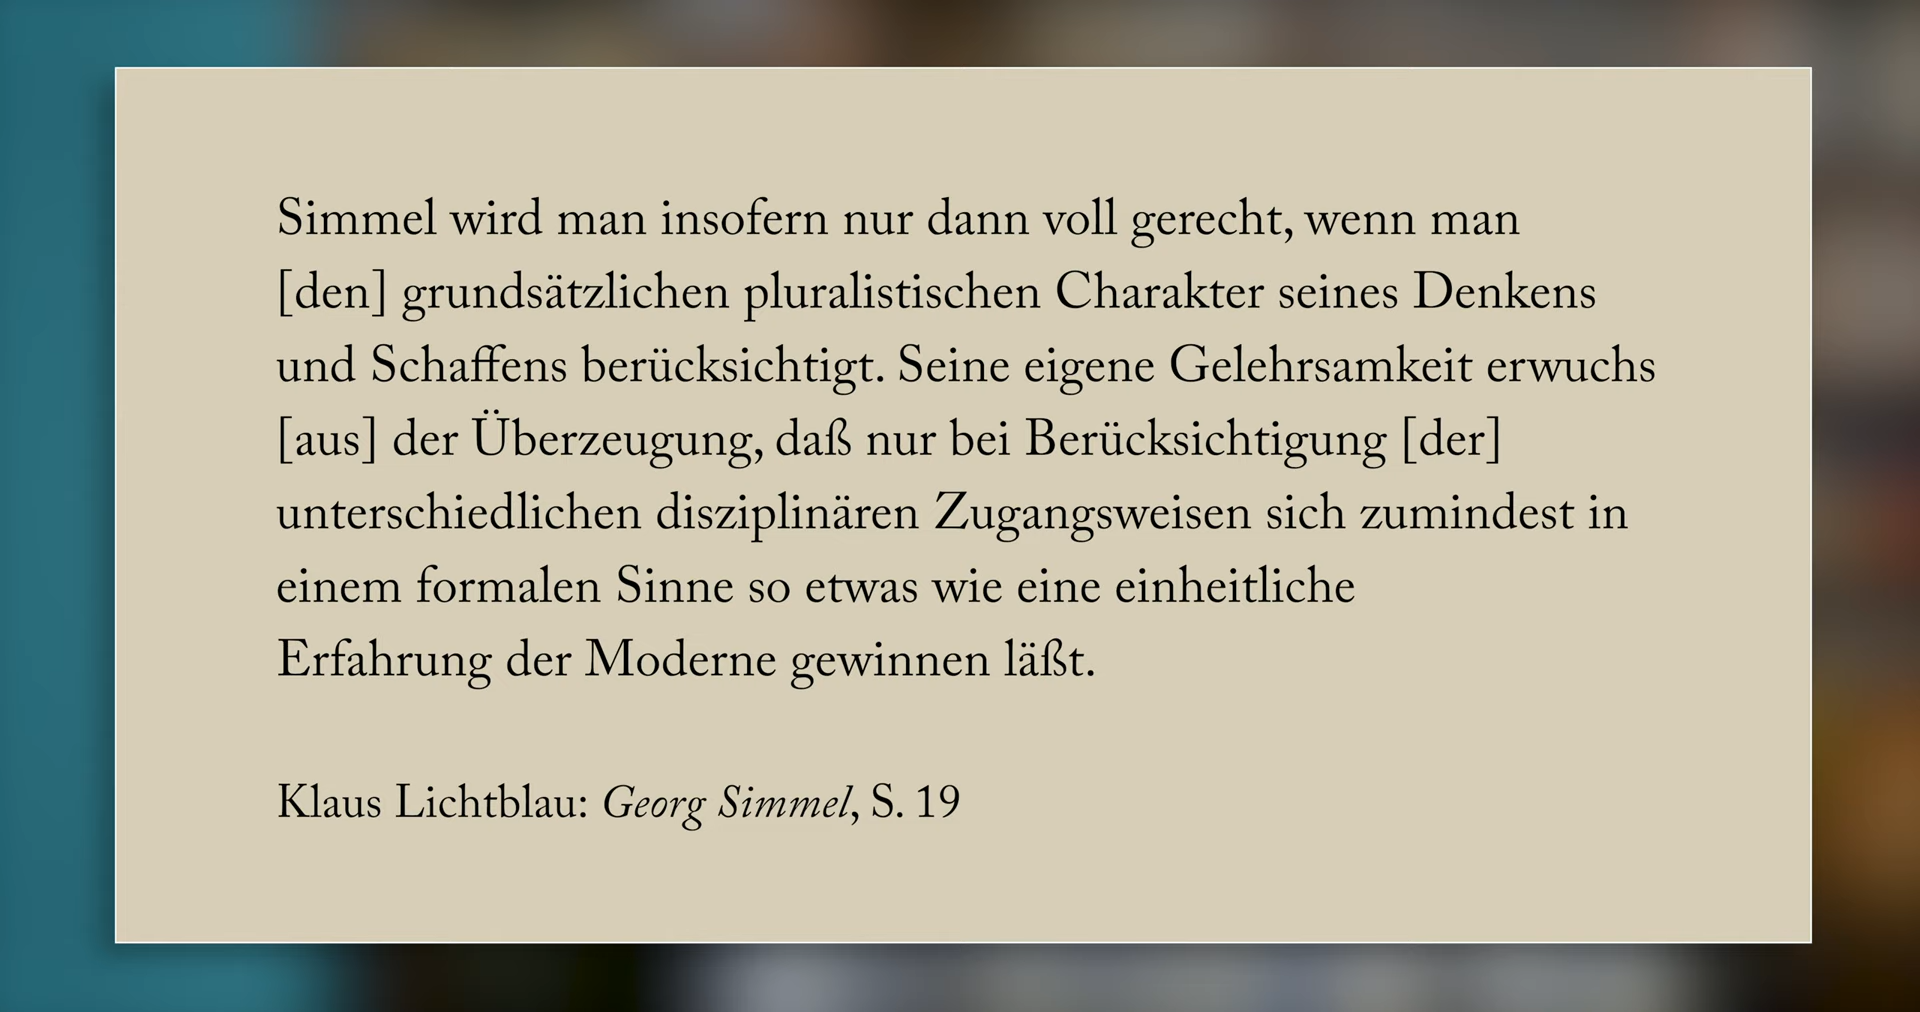 Simmel wird man insofern nur dann voll gerecht, wenn man
[den] grundsätzlichen pluralistischen Charakter seines Denkens
und Schaffens berücksichtigt. Seine eigene Gelehrsamkeit erwuchs
[aus] der Überzeugung, daß nur bei Berücksichtigung [der]
unterschiedlichen disziplinären Zugangsweisen sich zumindest in
einem formalen Sinne so etwas wie eine einheitliche
Erfahrung der Moderne gewinnen läßt.
Klaus Lichtblau: Georg Simmel, S. 19